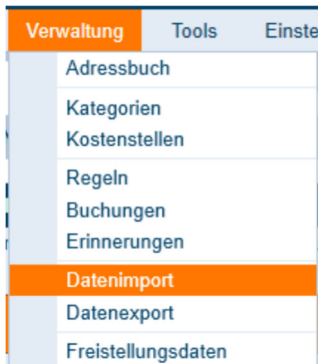 Verwaltung Tools Einste
Adressbuch
Kategorien
Kostenstellen
Regeln
Buchungen
Erinnerungen
Datenimport
Datenexport
Freistellungsdaten